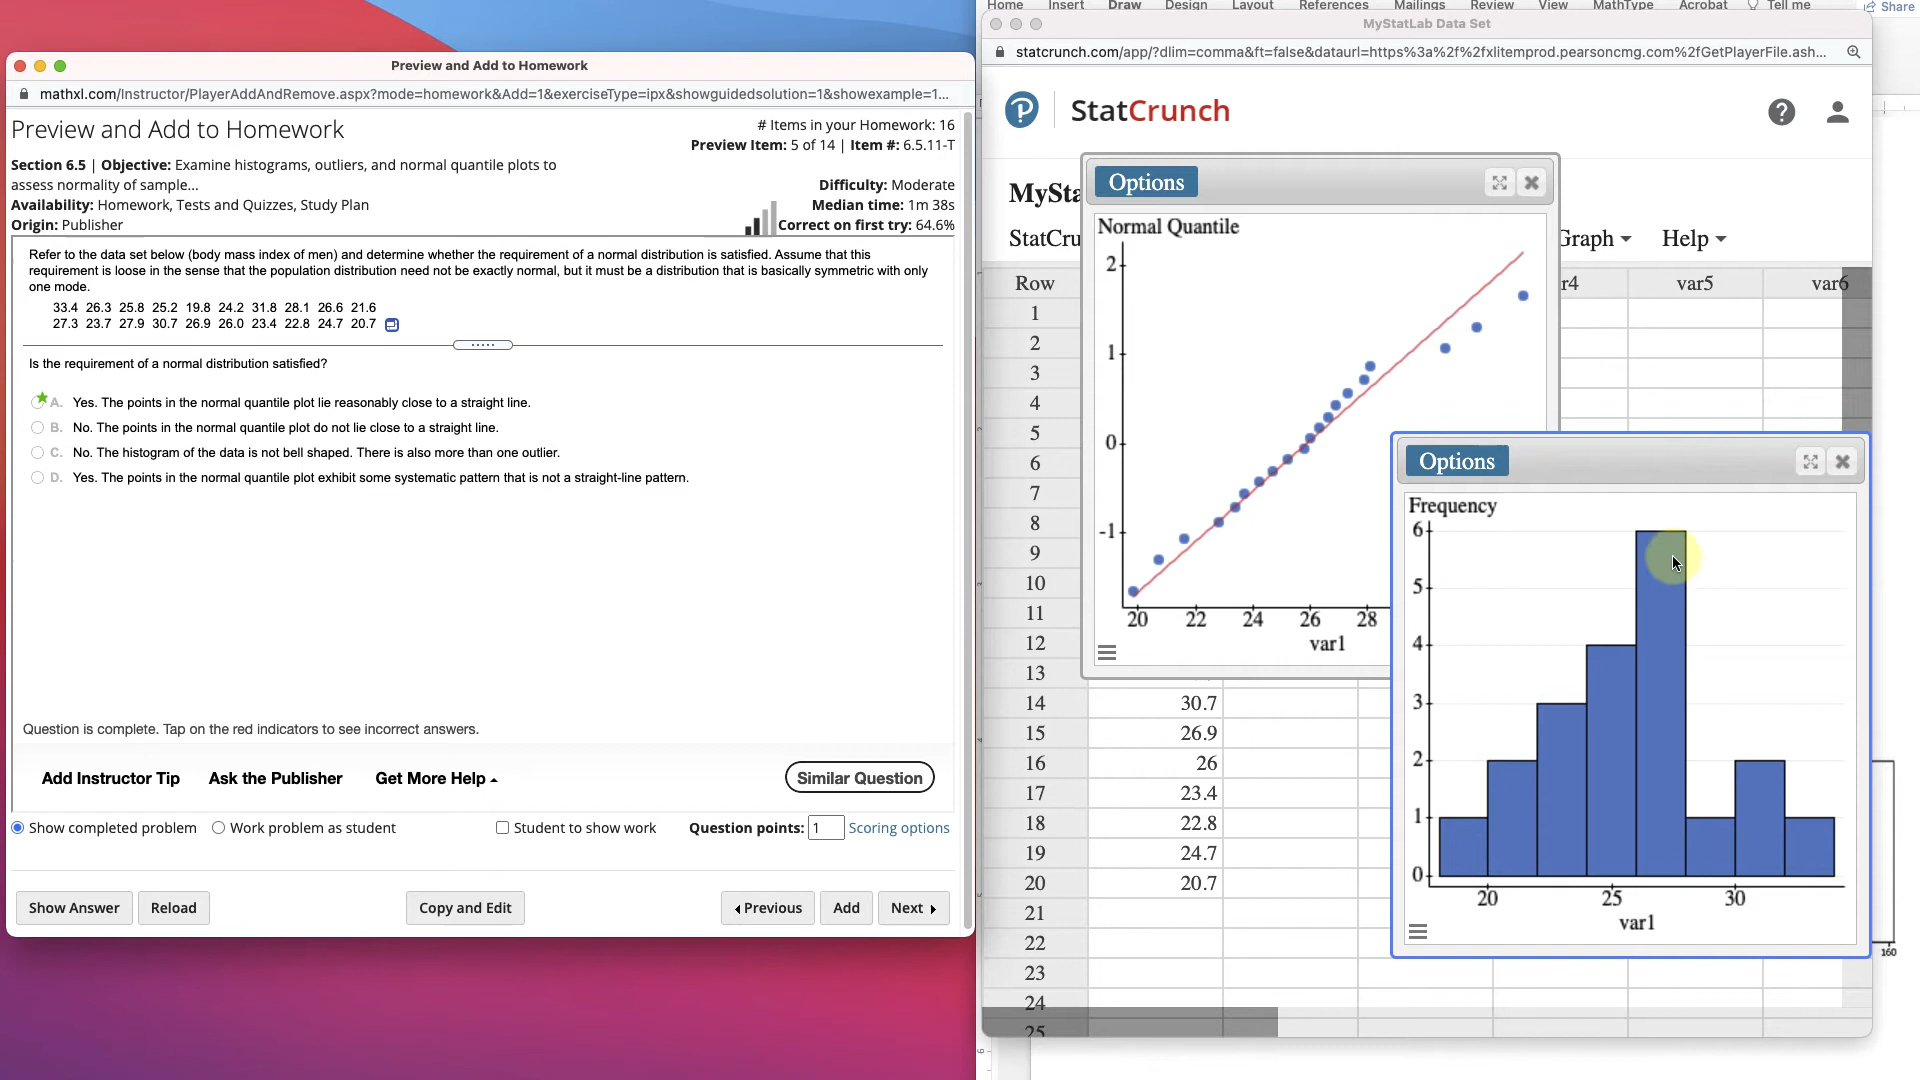 Home Insert Draw Design Layout References Mailings Review View MathType Acrobat Tell me Share
Preview and Add to Homework
mathxl.com/Instructor/PlayerAddAndRemove.aspx?mode=homework&Add=1&exerciseType=ipx&showguidedsolution=1&showexample=1...
Preview and Add to Homework
# Items in your Homework: 16
Preview Item: 5 of 14 | Item #: 6.5.11-T
Section 6.5 | Objective: Examine histograms, outliers, and normal quantile plots to
assess normality of sample...
Difficulty: Moderate
Availability: Homework, Tests and Quizzes, Study Plan
Median time: 1m 38s
Origin: Publisher
Correct on first try: 64.6%
Refer to the data set below (body mass index of men) and determine whether the requirement of a normal distribution is satisfied. Assume that this
requirement is loose in the sense that the population distribution need not be exactly normal, but it must be a distribution that is basically symmetric with only
one mode.
33.4 26.3 25.8 25.2 19.8 24.2 31.8 28.1 26.6 21.6
27.3 23.7 27.9 30.7 26.9 26.0 23.4 22.8 24.7 20.7
Is the requirement of a normal distribution satisfied?
A. Yes. The points in the normal quantile plot lie reasonably close to a straight line.
B. No. The points in the normal quantile plot do not lie close to a straight line.
C. No. The histogram of the data is not bell shaped. There is also more than one outlier.
D. Yes. The points in the normal quantile plot exhibit some systematic pattern that is not a straight-line pattern.
Question is complete. Tap on the red indicators to see incorrect answers.
Add Instructor Tip Ask the Publisher Get More Help Similar Question
Show completed problem Work problem as student Student to show work Question points: 1 Scoring options
Show Answer Reload Copy and Edit Previous Add Next
MyStatLab Data Set
statcrunch.com/app/?dlim=comma&ft=false&dataurl=https%3a%2f%2fxlitemprod.pearsoncmg.com%2fGetPlayerFile.ash...
P StatCrunch
MySta
StatCru Graph Help
Row r4 var5 var6
1
2
3
4
5
6
7
8
9
10
11
12
13
14 30.7
15 26.9
16 26
17 23.4
18 22.8
19 24.7
20 20.7
21
22
23
24
25
Options
Normal Quantile
2
1
0
-1
20 22 24 26 28
var1
Options
Frequency
6
5
4
3
2
1
0
20 25 30
var1
160